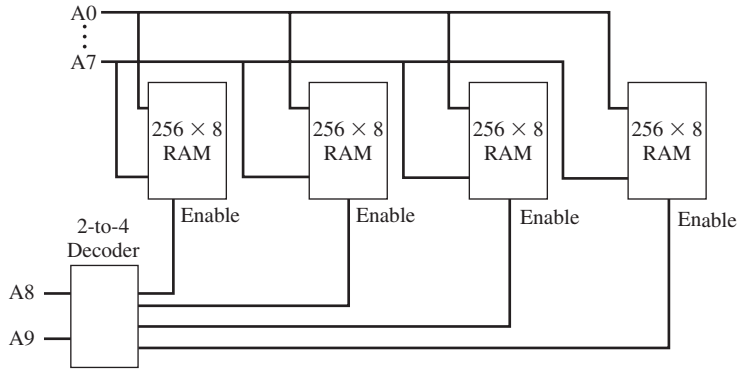 A0
A7
256 × 8
RAM
256 × 8
RAM
256 × 8
RAM
256 × 8
RAM
Enable
Enable
Enable
Enable
2-to-4
Decoder
A8
A9